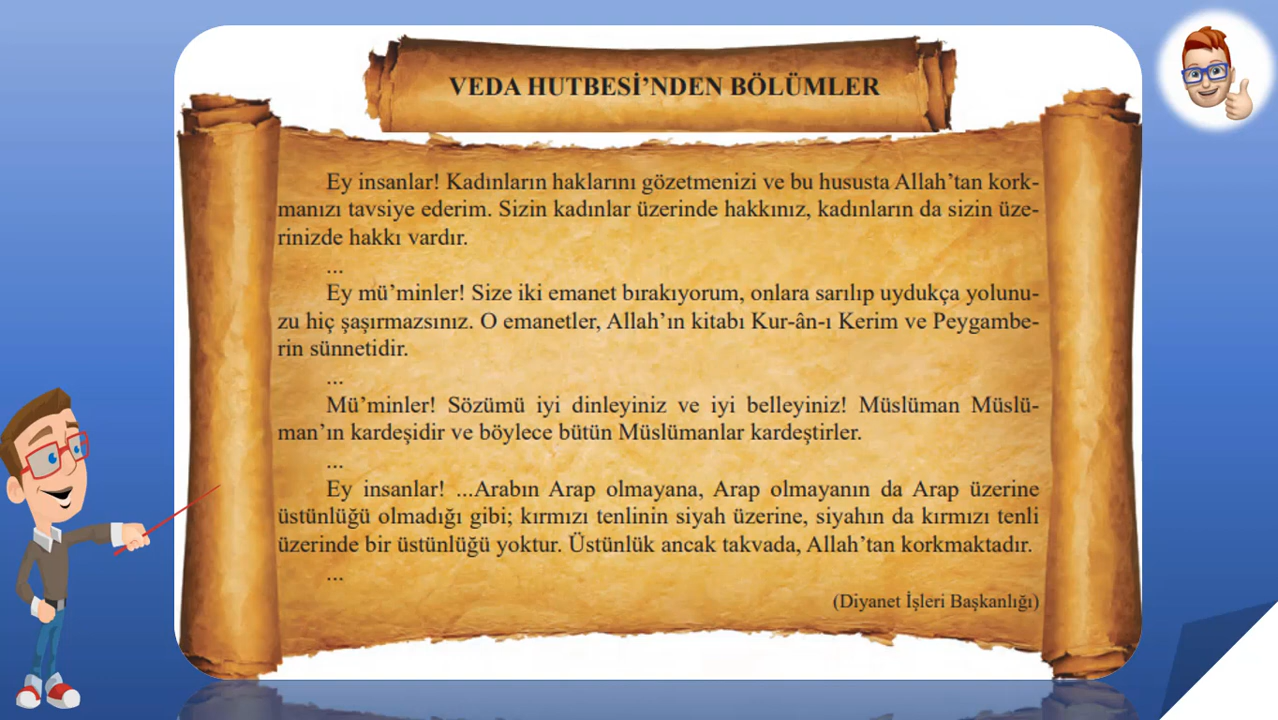 VEDA HUTBESİ’NDEN BÖLÜMLER
Ey insanlar! Kadınların haklarını gözetmenizi ve bu hususta Allah’tan kork-
manızı tavsiye ederim. Sizin kadınlar üzerinde hakkınız, kadınların da sizin üze-
rinizde hakkı vardır.
...
Ey mü’minler! Size iki emanet bırakıyorum, onlara sarılıp uydukça yolunu-
zu hiç şaşırmazsınız. O emanetler, Allah’ın kitabı Kur-ân-ı Kerim ve Peygambe-
rin sünnetidir.
...
Mü’minler! Sözümü iyi dinleyiniz ve iyi belleyiniz! Müslüman Müslü-
man’ın kardeşidir ve böylece bütün Müslümanlar kardeştirler.
...
Ey insanlar! ...Arabın Arap olmayana, Arap olmayanın da Arap üzerine
üstünlüğü olmadığı gibi; kırmızı tenlinin siyah üzerine, siyahın da kırmızı tenli
üzerinde bir üstünlüğü yoktur. Üstünlük ancak takvada, Allah’tan korkmaktadır.
...
(Diyanet İşleri Başkanlığı)